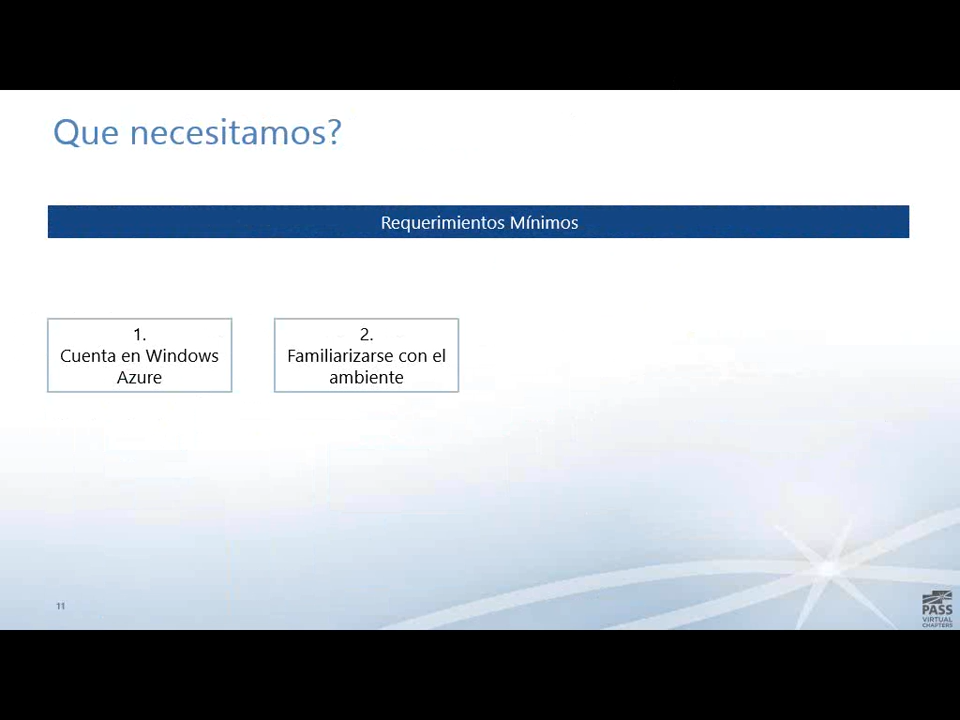 Que necesitamos?
Requerimientos Mínimos
1.
Cuenta en Windows
Azure
2.
Familiarizarse con el
ambiente
11
PASS
VIRTUAL
CHAPTERS